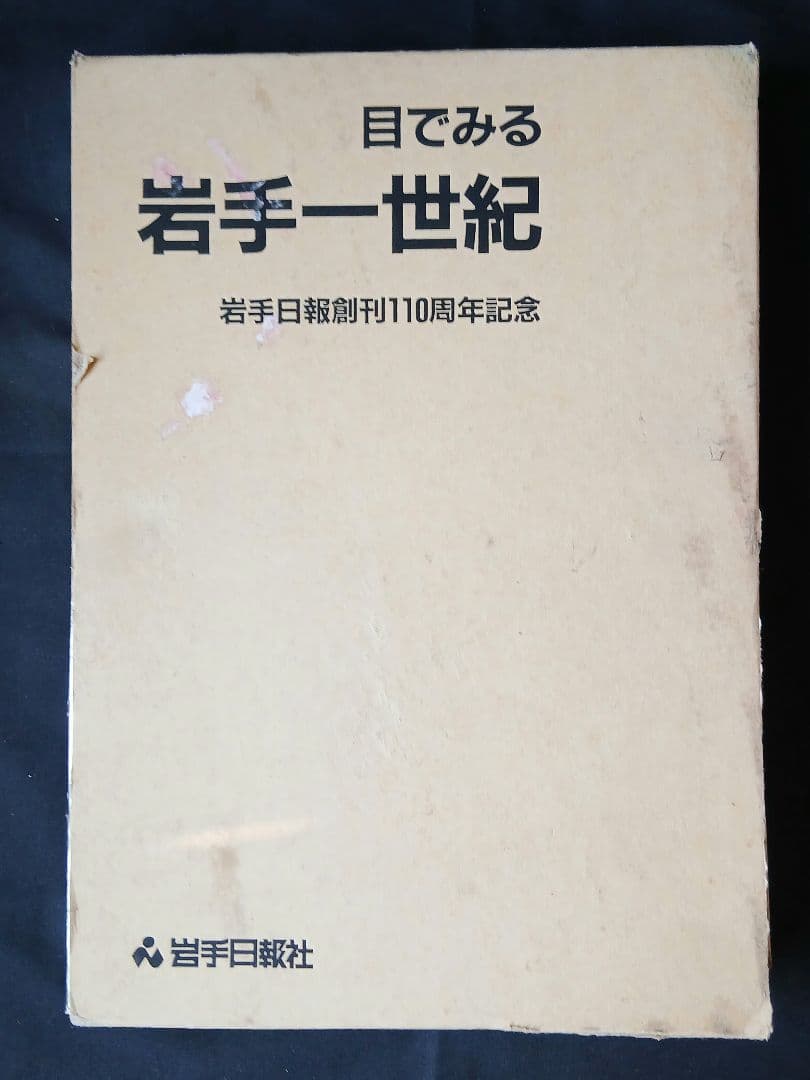 目でみる
岩手一世紀
岩手日報創刊110周年記念
岩手日報社